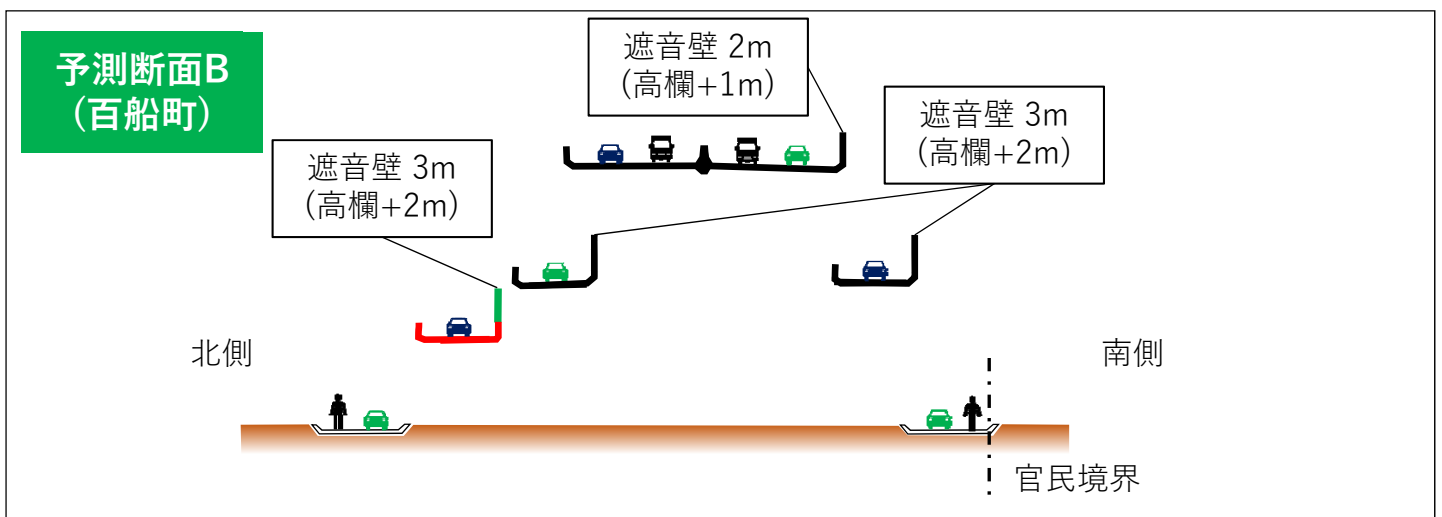 予測断面B
(百船町)
遮音壁 2m
(高欄+1m)
遮音壁 3m
(高欄+2m)
遮音壁 3m
(高欄+2m)
北側
南側
官民境界